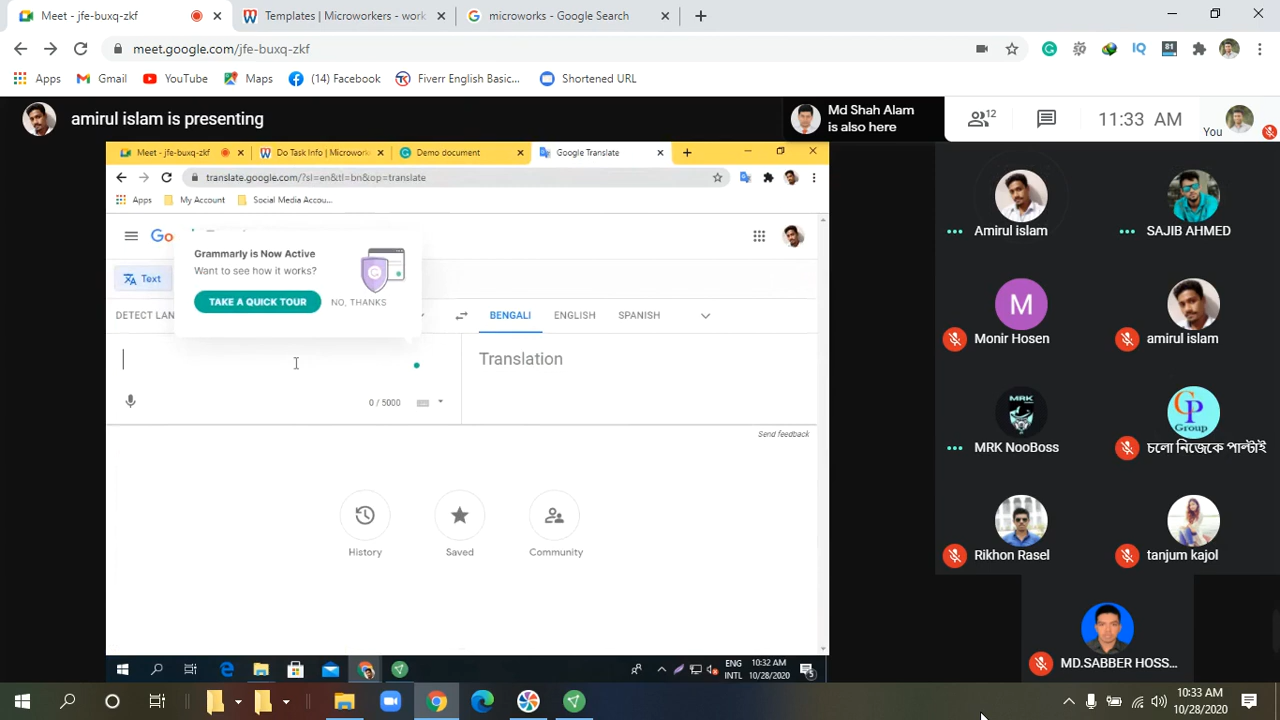 Meet - jfe-buxq-zkf
Templates | Microworkers - work
microworks - Google Search
meet.google.com/jfe-buxq-zkf
81
Apps
Gmail
YouTube
Maps
(14) Facebook
Fiverr English Basic...
Shortened URL
amirul islam is presenting
Md Shah Alam
is also here
12
11:33 AM
You
Meet - jfe-buxq-zkf
Do Task Info | Microwork
Demo document
Google Translate
translate.google.com/?sl=en&tl=bn&op=translate
Apps
My Account
Social Media Accou...
Go
Grammarly is Now Active
Want to see how it works?
TAKE A QUICK TOUR
NO, THANKS
Text
DETECT LAN
BENGALI
ENGLISH
SPANISH
Translation
0 / 5000
Send feedback
History
Saved
Community
ENG
INTL
10:32 AM
10/28/2020
5
Amirul islam
SAJIB AHMED
M
Monir Hosen
amirul islam
MRK
MRK NooBoss
CP
Group
চলো নিজেকে পাল্টাই
Rikhon Rasel
tanjum kajol
MD.SABBER HOSS...
10:33 AM
10/28/2020